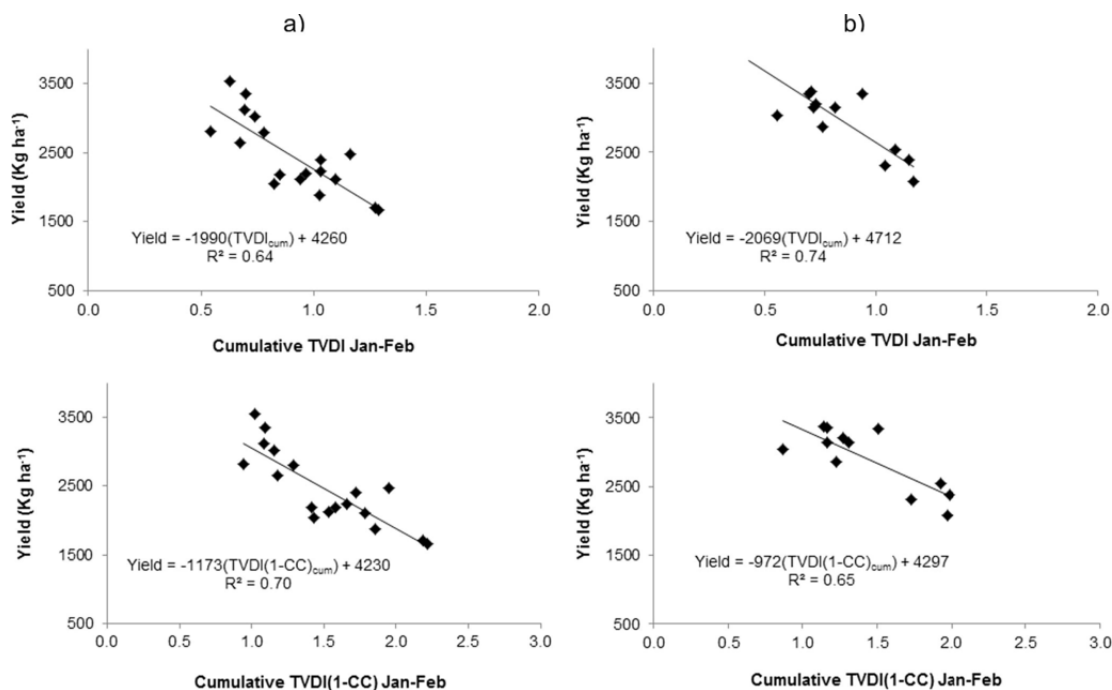 a)
Yield (Kg ha⁻¹)
3500
2500
1500
500
Yield = -1990(TVDIcum) + 4260
R² = 0.64
0.0 0.5 1.0 1.5 2.0
Cumulative TVDI Jan-Feb
b)
Yield (Kg ha⁻¹)
3500
2500
1500
500
Yield = -2069(TVDIcum) + 4712
R² = 0.74
0.0 0.5 1.0 1.5 2.0
Cumulative TVDI Jan-Feb
Yield (Kg ha⁻¹)
3500
2500
1500
500
Yield = -1173(TVDI(1-CC)cum) + 4230
R² = 0.70
0.0 0.5 1.0 1.5 2.0 2.5 3.0
Cumulative TVDI(1-CC) Jan-Feb
Yield (Kg ha⁻¹)
3500
2500
1500
500
Yield = -972(TVDI(1-CC)cum) + 4297
R² = 0.65
0.0 0.5 1.0 1.5 2.0 2.5 3.0
Cumulative TVDI(1-CC) Jan-Feb